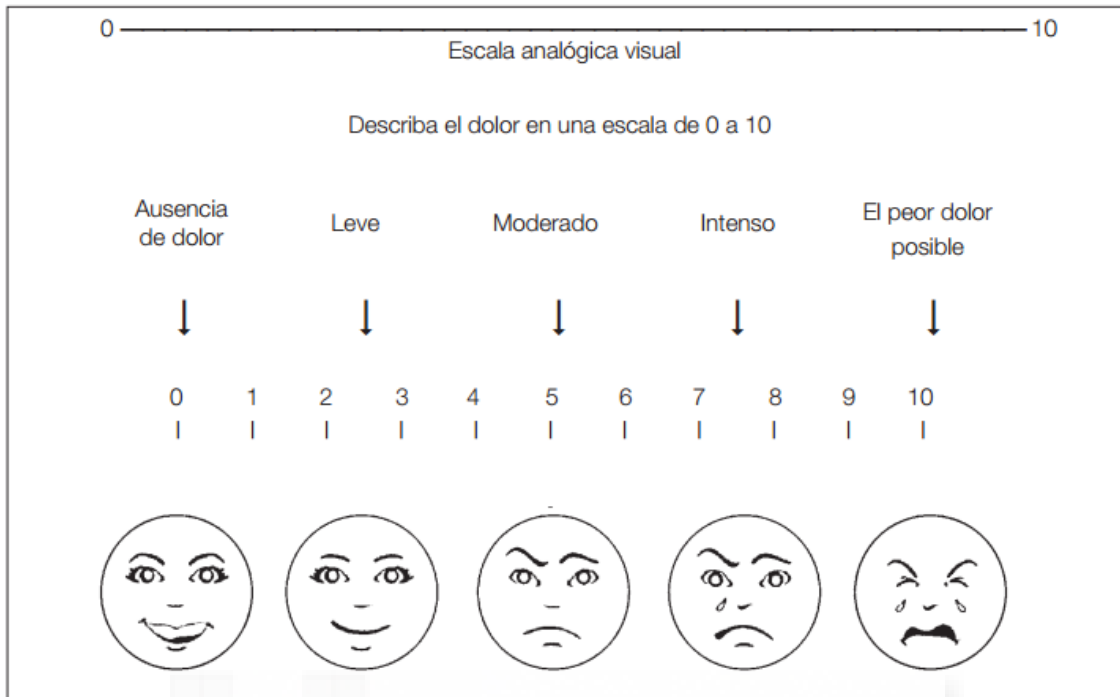 0 10
Escala analógica visual
Describa el dolor en una escala de 0 a 10
Ausencia
de dolor
Leve
Moderado
Intenso
El peor dolor
posible
0 1 2 3 4 5 6 7 8 9 10